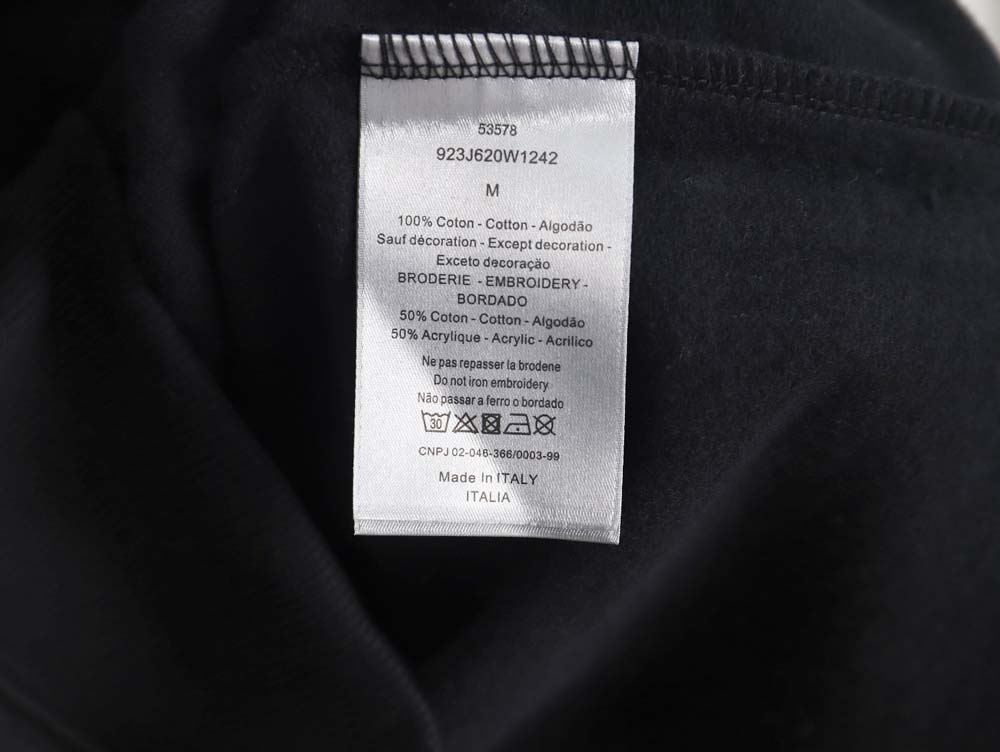 53578
923J620W1242
M
100% Coton - Cotton - Algodão
Sauf décoration - Except decoration -
Exceto decoração
BRODERIE - EMBROIDERY -
BORDADO
50% Coton - Cotton - Algodão
50% Acrylique - Acrylic - Acrilico
Ne pas repasser la brodene
Do not iron embroidery
Não passar a ferro o bordado
30
CNPJ 02-046-366/0003-99
Made In ITALY
ITALIA